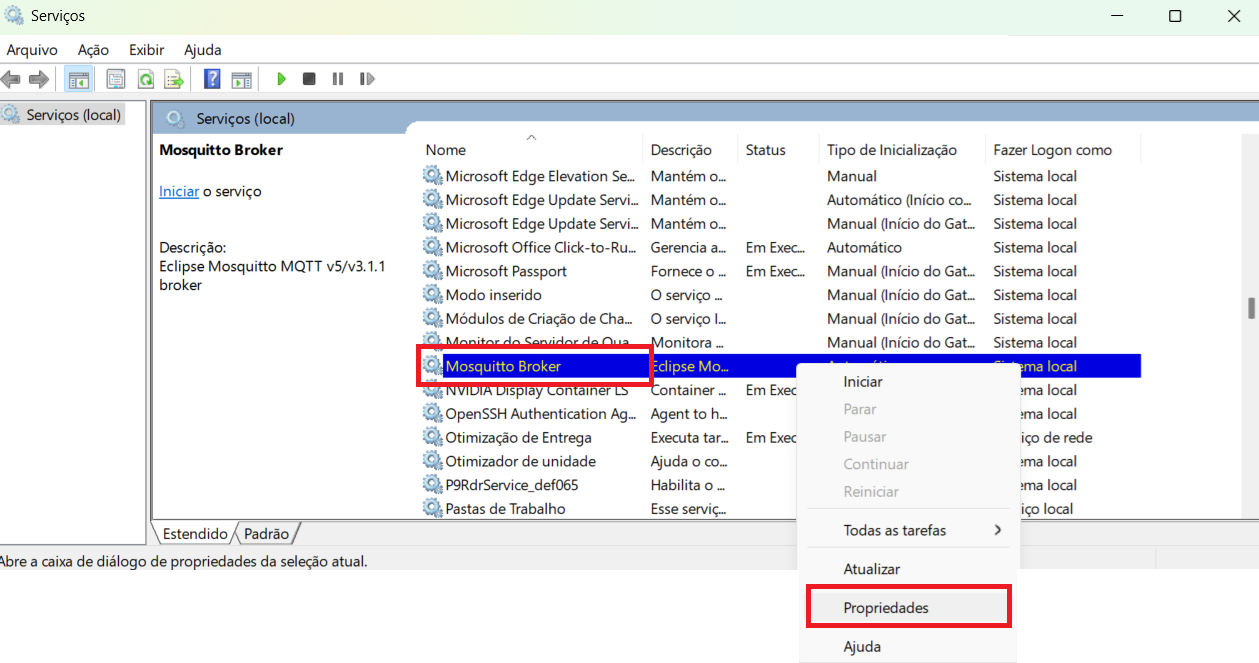 Serviços
Arquivo Ação Exibir Ajuda
Serviços (local)
Serviços (local)
Mosquitto Broker
Iniciar o serviço
Descrição:
Eclipse Mosquitto MQTT v5/v3.1.1
broker
Nome Descrição Status Tipo de Inicialização Fazer Logon como
Microsoft Edge Elevation Se... Mantém o... Manual Sistema local
Microsoft Edge Update Servi... Mantém o... Automático (Início co... Sistema local
Microsoft Edge Update Servi... Mantém o... Manual (Início do Gat... Sistema local
Microsoft Office Click-to-Ru... Gerencia a... Em Exec... Automático Sistema local
Microsoft Passport Fornece o ... Em Exec... Manual (Início do Gat... Sistema local
Modo inserido O serviço ... Manual (Início do Gat... Sistema local
Módulos de Criação de Cha... O serviço I... Manual (Início do Gat... Sistema local
Monitor do Servidor de Qua... Monitora ... Manual (Início do Gat... Sistema local
Mosquitto Broker Eclipse Mo... ema local
NVIDIA Display Container LS Container ... Em Exec ema local
OpenSSH Authentication Ag... Agent to h... ema local
Otimização de Entrega Executa tar... Em Exec iço de rede
Otimizador de unidade Ajuda o co... ema local
P9RdrService_def065 Habilita o ... ema local
Pastas de Trabalho Esse serviç... iço local
Iniciar
Parar
Pausar
Continuar
Reiniciar
Todas as tarefas
Atualizar
Propriedades
Ajuda
Estendido Padrão
Abre a caixa de diálogo de propriedades da seleção atual.